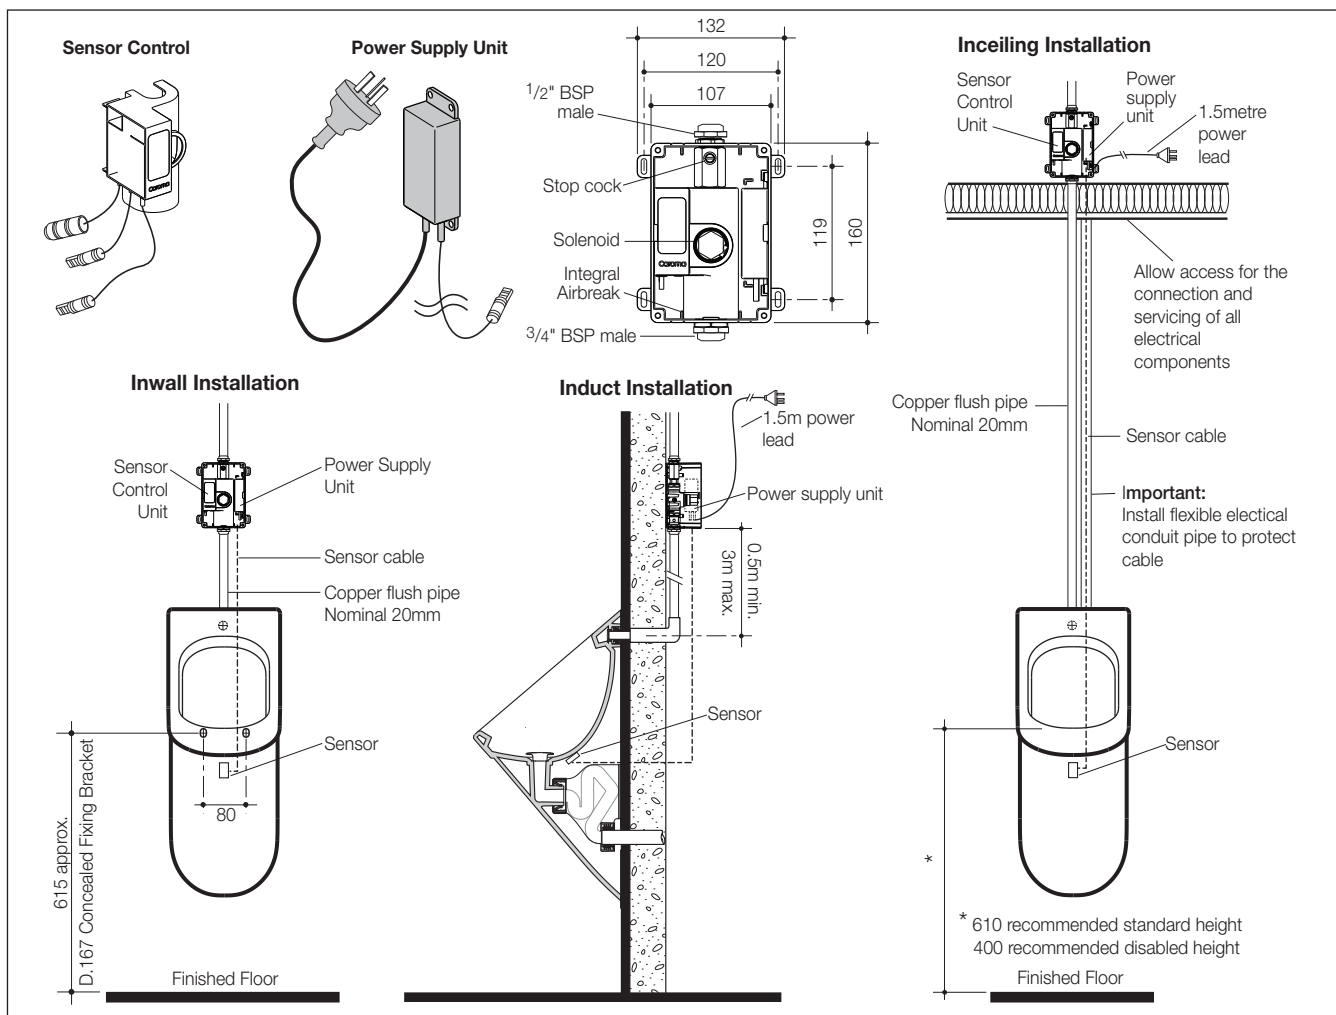 Sensor Control
Caroma
Power Supply Unit
132
120
107
1/2" BSP
male
Stop cock
Solenoid
Caroma
Integral
Airbreak
3/4" BSP male
119
160
Inceiling Installation
Sensor
Control
Unit
Power
supply
unit
1.5metre
power
lead
Allow access for the
connection and
servicing of all
electrical
components
Copper flush pipe
Nominal 20mm
Sensor cable
Important:
Install flexible electical
conduit pipe to protect
cable
Sensor
*
* 610 recommended standard height
400 recommended disabled height
Finished Floor
Inwall Installation
Sensor
Control
Unit
Power Supply
Unit
Sensor cable
Copper flush pipe
Nominal 20mm
Sensor
80
615 approx.
D.167 Concealed Fixing Bracket
Finished Floor
Induct Installation
1.5m power
lead
Power supply unit
0.5m min.
3m max.
Sensor